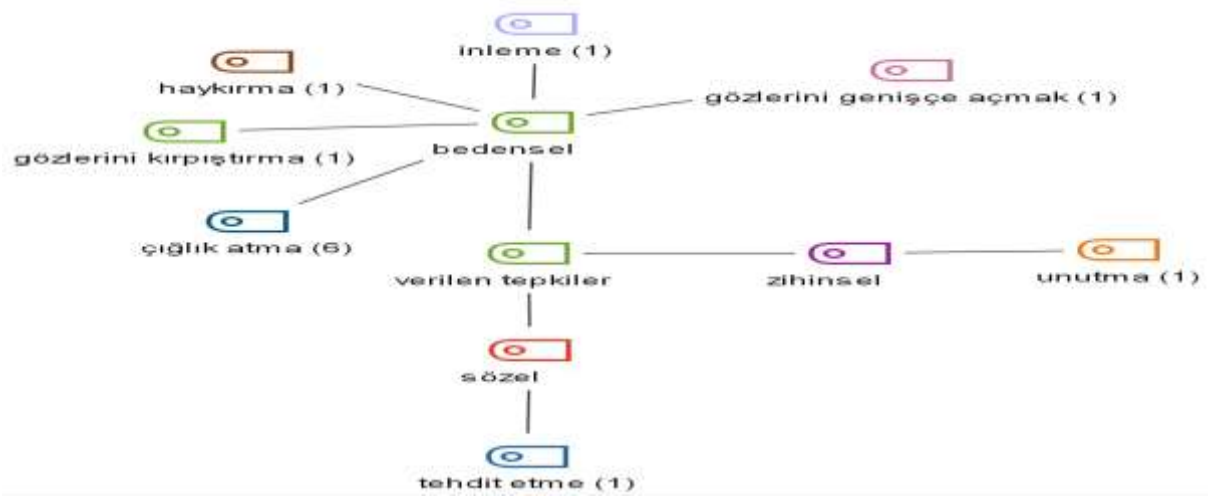 inleme (1)
haykırma (1)
gözlerini genişçe açmak (1)
gözlerini kırpıştırma (1)
bedensel
çığlık atma (6)
verilen tepkiler
zihinsel
unutma (1)
sözel
tehdit etme (1)